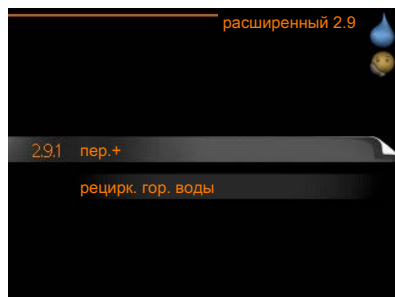 расширенный 2.9
2.9.1 пер.+
рецирк. гор. воды